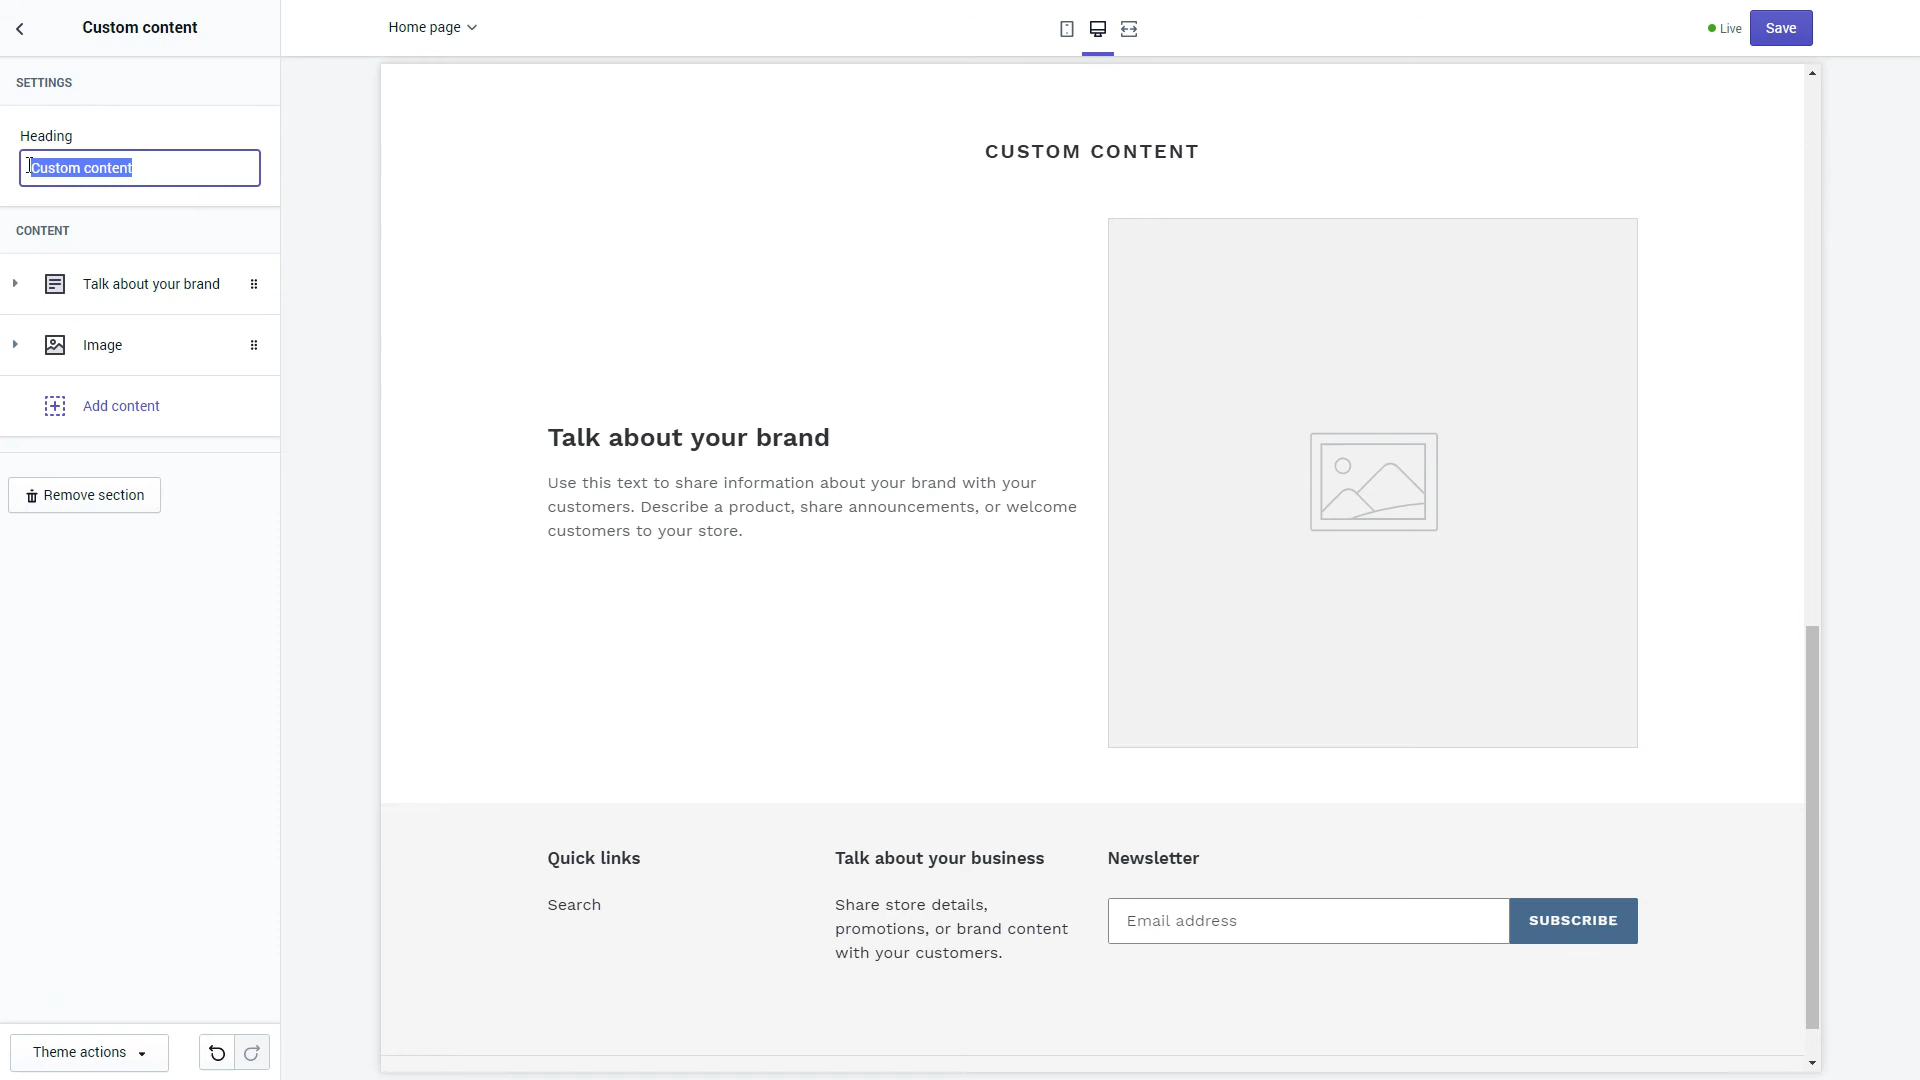 Custom content
Home page
Live
Save
SETTINGS
Heading
Custom content
CONTENT
Talk about your brand
Image
Add content
Remove section
Theme actions
CUSTOM CONTENT
Talk about your brand
Use this text to share information about your brand with your
customers. Describe a product, share announcements, or welcome
customers to your store.
Quick links
Search
Talk about your business
Share store details,
promotions, or brand content
with your customers.
Newsletter
Email address
SUBSCRIBE